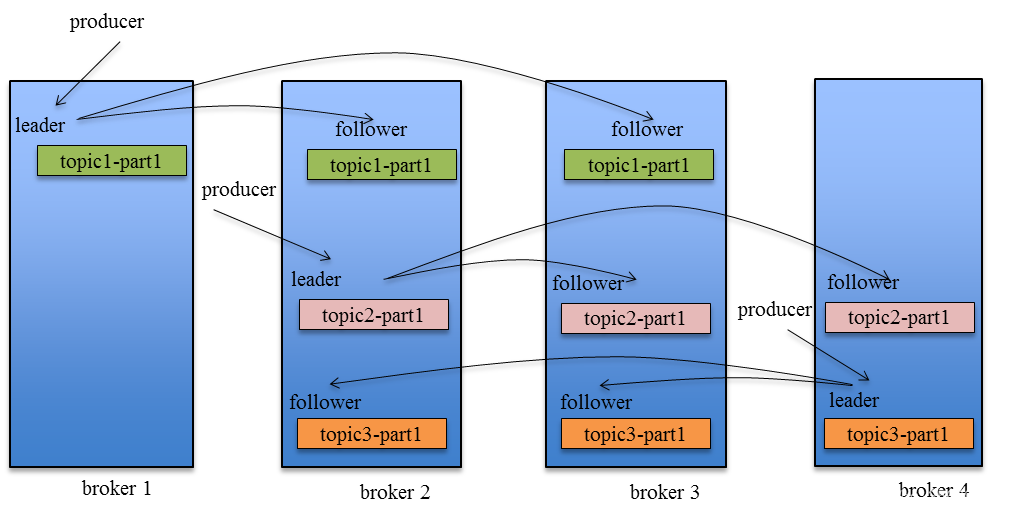 producer
leader
topic1-part1
follower
topic1-part1
follower
topic1-part1
producer
leader
topic2-part1
follower
topic2-part1
follower
topic2-part1
producer
follower
topic3-part1
follower
topic3-part1
leader
topic3-part1
broker 1
broker 2
broker 3
broker 4